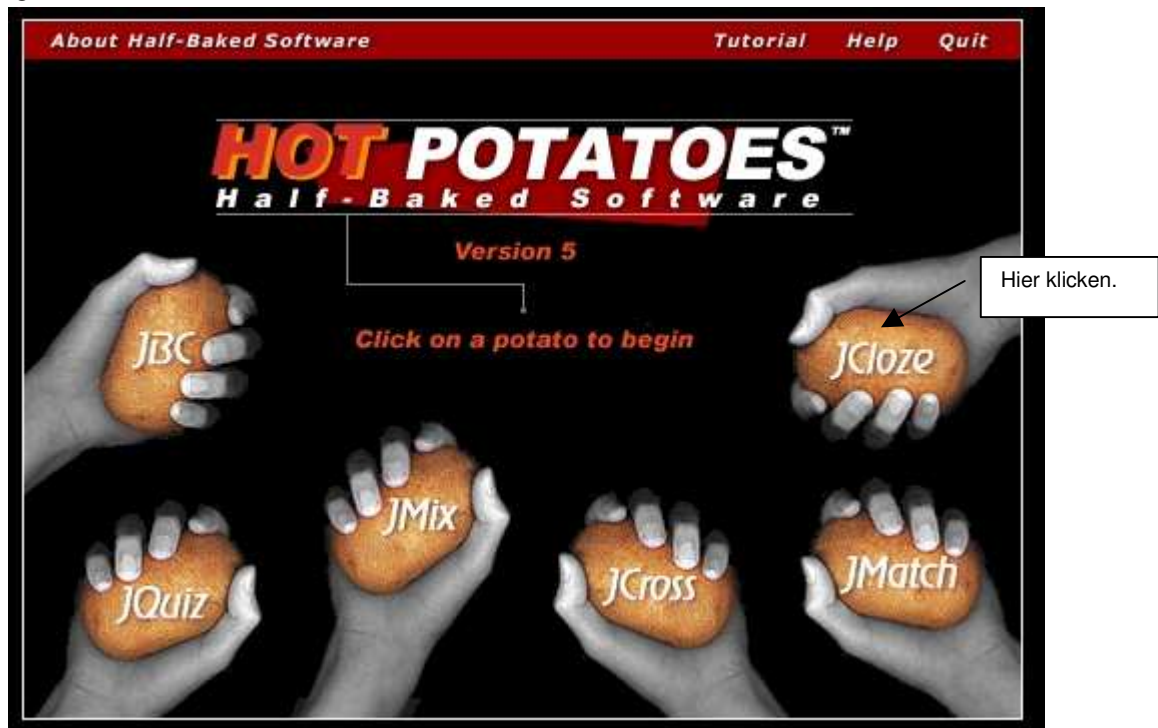 About Half-Baked Software Tutorial Help Quit
HOT POTATOES™
Half-Baked Software
Version 5
Hier klicken.
Click on a potato to begin
JBC
JCloze
JMix
JQuiz
JCross
JMatch